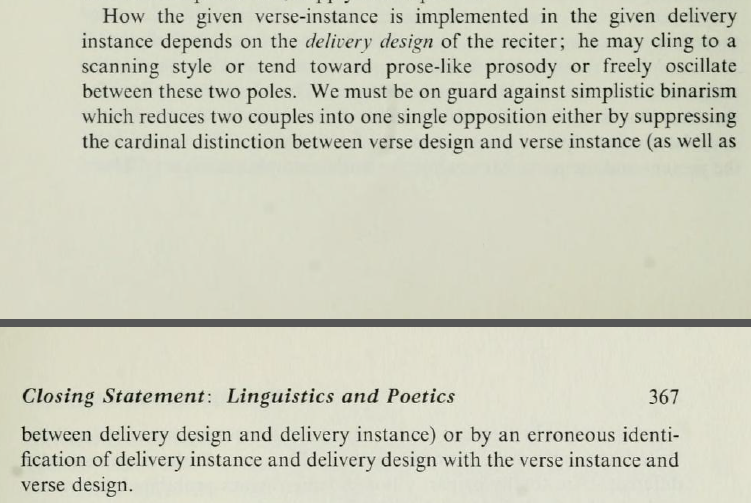 How the given verse-instance is implemented in the given delivery
instance depends on the delivery design of the reciter; he may cling to a
scanning style or tend toward prose-like prosody or freely oscillate
between these two poles. We must be on guard against simplistic binarism
which reduces two couples into one single opposition either by suppressing
the cardinal distinction between verse design and verse instance (as well as
Closing Statement: Linguistics and Poetics 367
between delivery design and delivery instance) or by an erroneous identi-
fication of delivery instance and delivery design with the verse instance and
verse design.